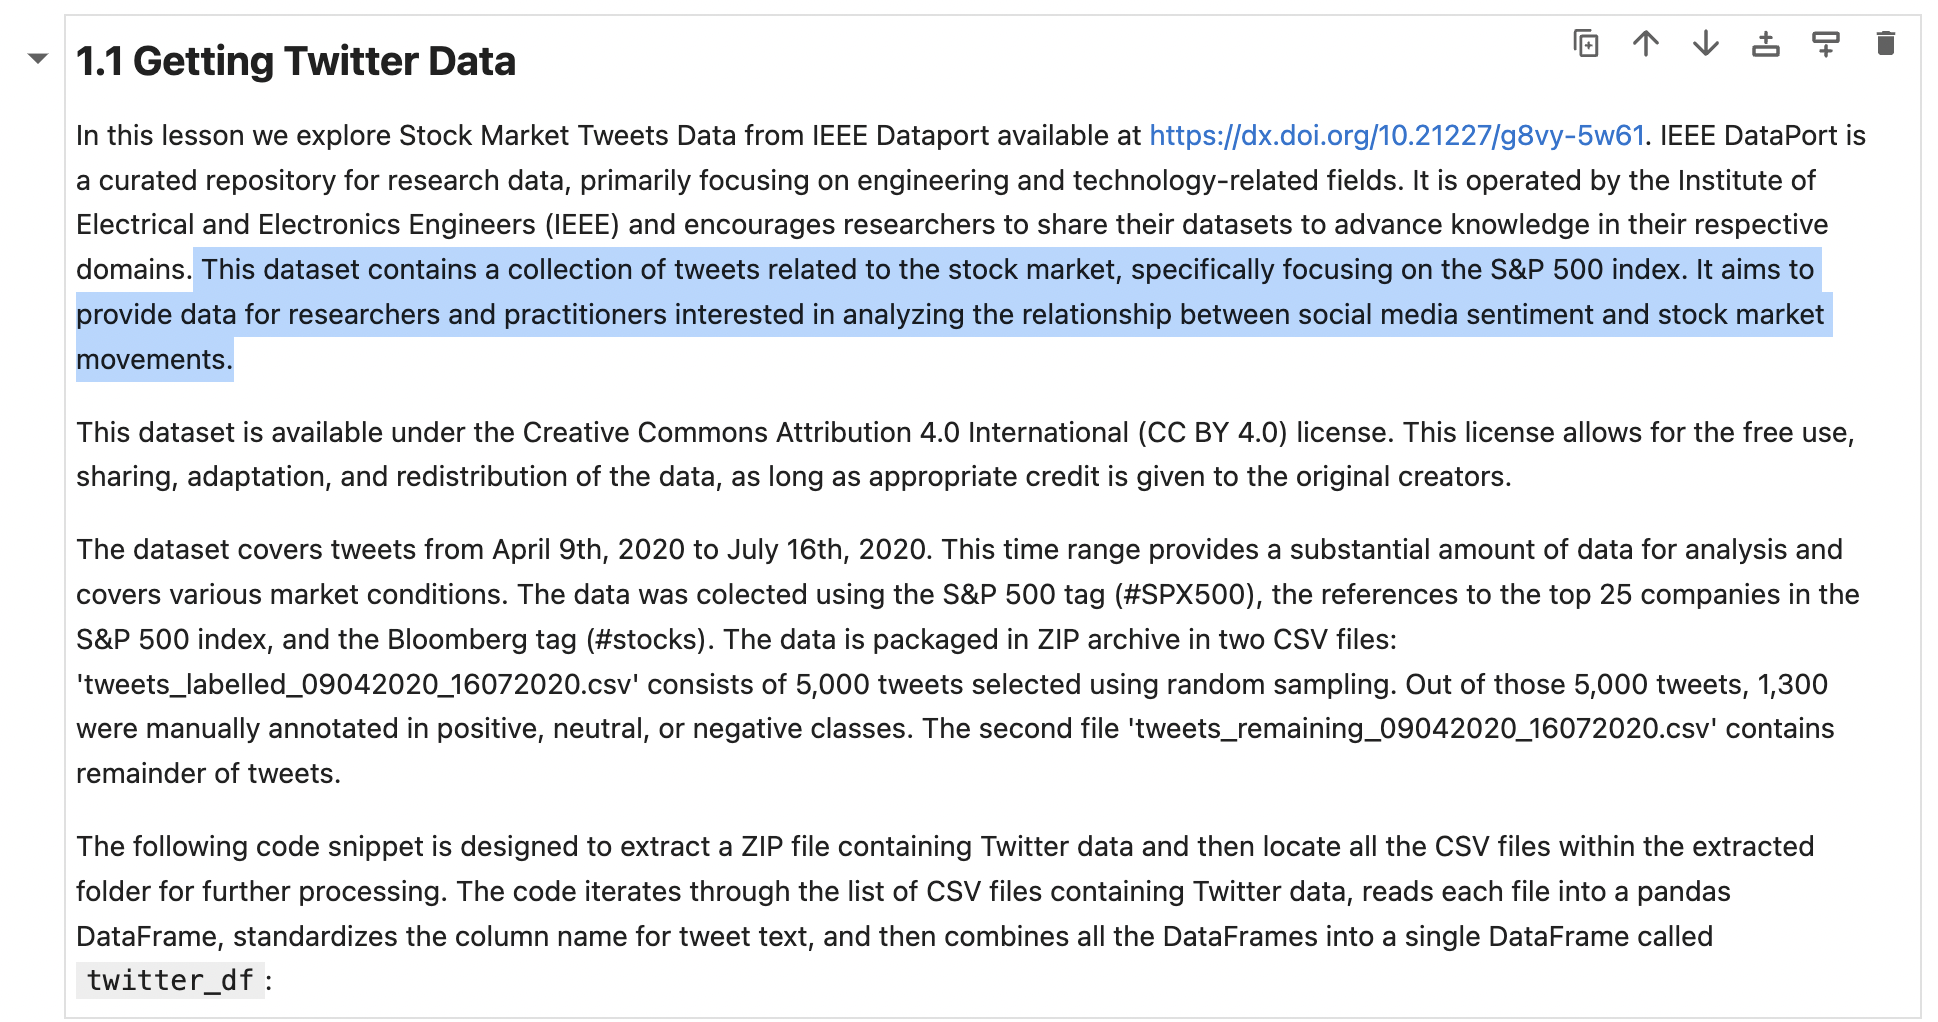 1.1 Getting Twitter Data
In this lesson we explore Stock Market Tweets Data from IEEE Dataport available at https://dx.doi.org/10.21227/g8vy-5w61. IEEE DataPort is
a curated repository for research data, primarily focusing on engineering and technology-related fields. It is operated by the Institute of
Electrical and Electronics Engineers (IEEE) and encourages researchers to share their datasets to advance knowledge in their respective
domains. This dataset contains a collection of tweets related to the stock market, specifically focusing on the S&P 500 index. It aims to
provide data for researchers and practitioners interested in analyzing the relationship between social media sentiment and stock market
movements.
This dataset is available under the Creative Commons Attribution 4.0 International (CC BY 4.0) license. This license allows for the free use,
sharing, adaptation, and redistribution of the data, as long as appropriate credit is given to the original creators.
The dataset covers tweets from April 9th, 2020 to July 16th, 2020. This time range provides a substantial amount of data for analysis and
covers various market conditions. The data was colected using the S&P 500 tag (#SPX500), the references to the top 25 companies in the
S&P 500 index, and the Bloomberg tag (#stocks). The data is packaged in ZIP archive in two CSV files:
'tweets_labelled_09042020_16072020.csv' consists of 5,000 tweets selected using random sampling. Out of those 5,000 tweets, 1,300
were manually annotated in positive, neutral, or negative classes. The second file 'tweets_remaining_09042020_16072020.csv' contains
remainder of tweets.
The following code snippet is designed to extract a ZIP file containing Twitter data and then locate all the CSV files within the extracted
folder for further processing. The code iterates through the list of CSV files containing Twitter data, reads each file into a pandas
DataFrame, standardizes the column name for tweet text, and then combines all the DataFrames into a single DataFrame called
twitter_df :